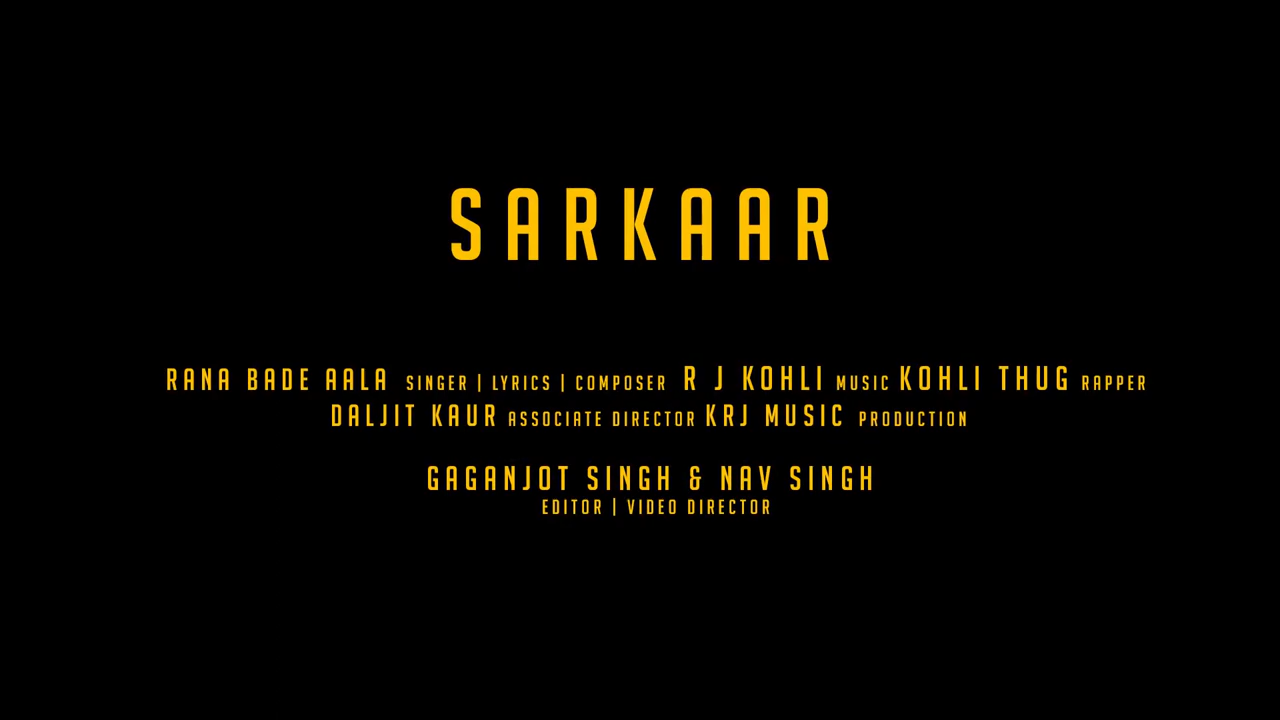 SARKAAR
RANA BADE AALA SINGER | LYRICS | COMPOSER R J KOHLI MUSIC KOHLI THUG RAPPER
DALJIT KAUR ASSOCIATE DIRECTOR KRJ MUSIC PRODUCTION
GAGANJOT SINGH & NAV SINGH
EDITOR | VIDEO DIRECTOR